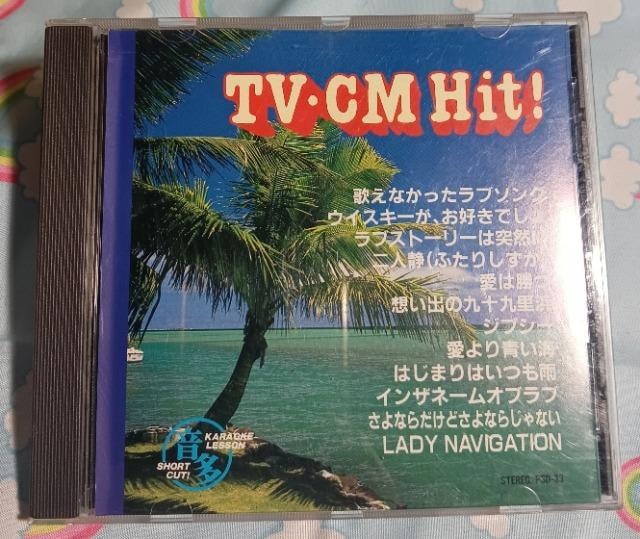 TV・CM Hit!
歌えなかったラブソング
ウイスキーが、お好きでし
ラブストーリーは突然に
二人静(ふたりしずか)
愛は勝つ
想い出の九十九里浜
ジプシー
愛より青い海
はじまりはいつも雨
インザネームオブラブ
さよならだけどさよならじゃない
LADY NAVIGATION
音多
KARAOKE LESSON
SHORT CUT!
STEREO PSD-33